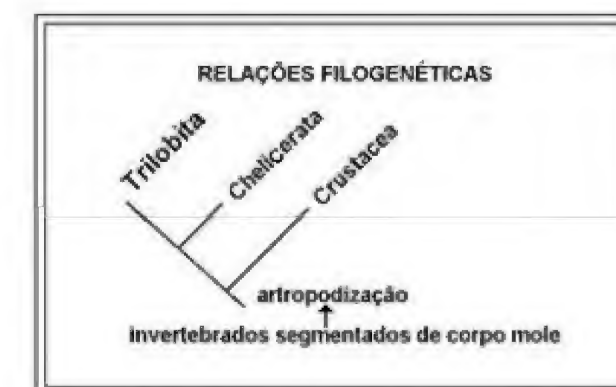 RELAÇÕES FILOGENÉTICAS
Trilobita
Chelicerata
Crustacea
artropodização
invertebrados segmentados de corpo mole